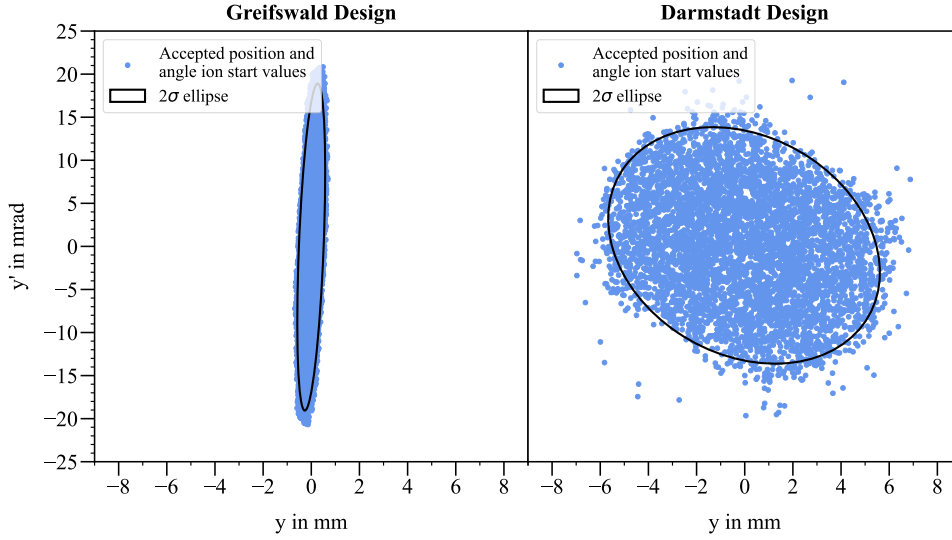 Greifswald Design
Darmstadt Design
Accepted position and
angle ion start values
2σ ellipse
Accepted position and
angle ion start values
2σ ellipse
y' in mrad
25
20
15
10
5
0
−5
−10
−15
−20
−25
−8 −6 −4 −2 0 2 4 6 8
−8 −6 −4 −2 0 2 4 6 8
y in mm
y in mm